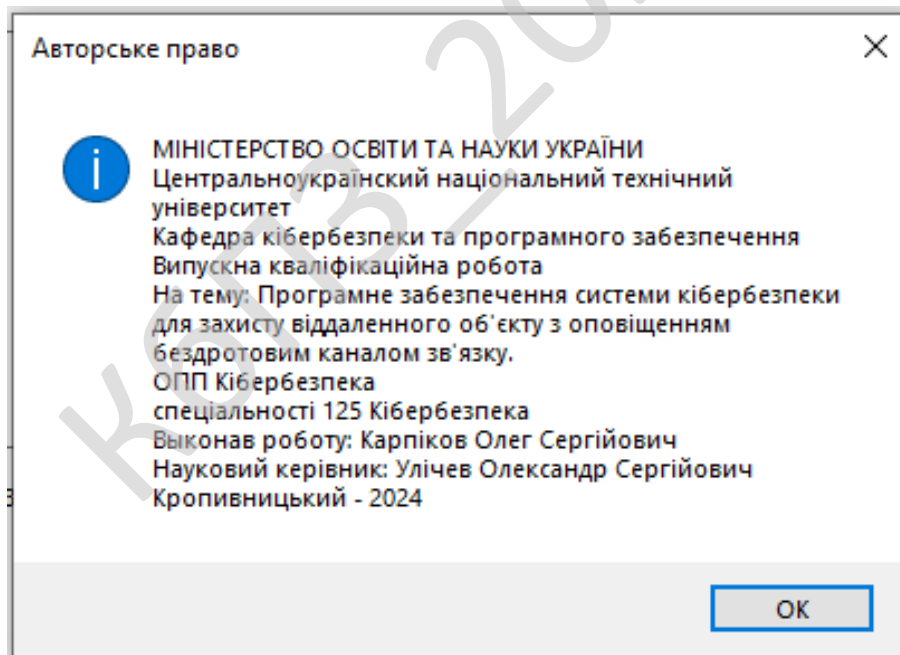 Авторське право
МІНІСТЕРСТВО ОСВІТИ ТА НАУКИ УКРАЇНИ
Центральноукраїнский національний технічний
університет
Кафедра кібербезпеки та програмного забезпечення
Випускна кваліфікаційна робота
На тему: Програмне забезпечення системи кібербезпеки
для захисту віддаленного об'єкту з оповіщенням
бездротовим каналом зв'язку.
ОПП Кібербезпека
спеціальності 125 Кібербезпека
Выконав роботу: Карпіков Олег Сергійович
Науковий керівник: Улічев Олександр Сергійович
Кропивницький - 2024
ОК